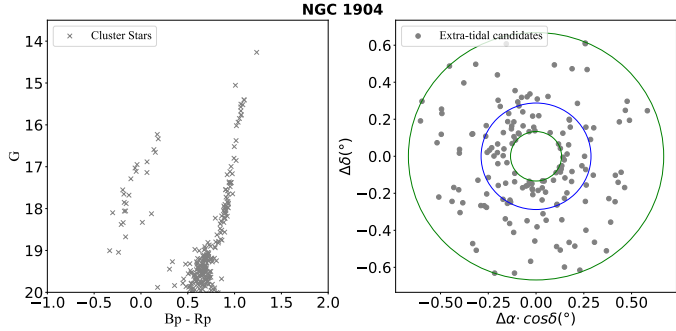 NGC 1904
× Cluster Stars
14
15
16
17
18
19
20
G
−1.0 −0.5 0.0 0.5 1.0 1.5 2.0
Bp - Rp
Extra-tidal candidates
0.6
0.4
0.2
0.0
−0.2
−0.4
−0.6
Δδ(°)
−0.50 −0.25 0.00 0.25 0.50
Δα· cosδ(°)